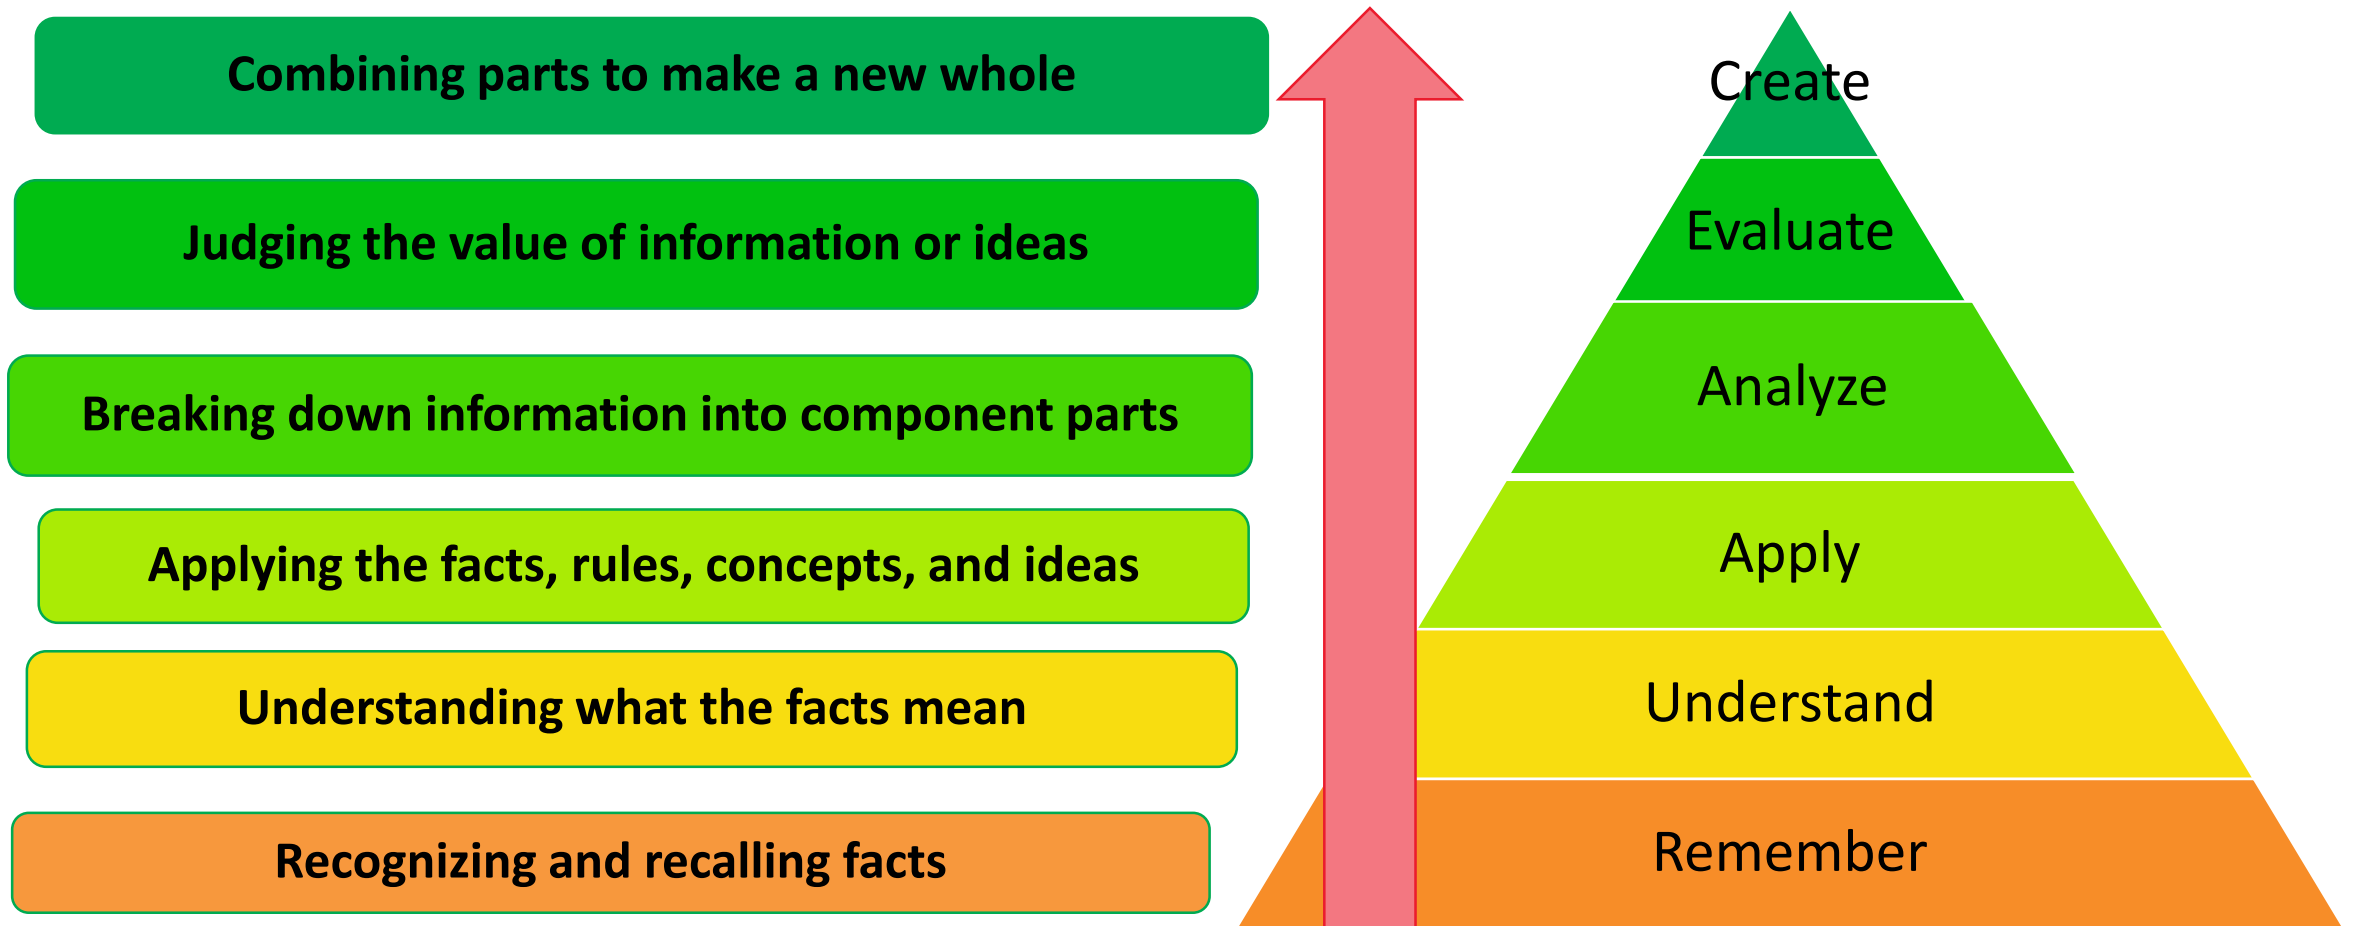 Combining parts to make a new whole
Create
Judging the value of information or ideas
Evaluate
Breaking down information into component parts
Analyze
Applying the facts, rules, concepts, and ideas
Apply
Understanding what the facts mean
Understand
Recognizing and recalling facts
Remember